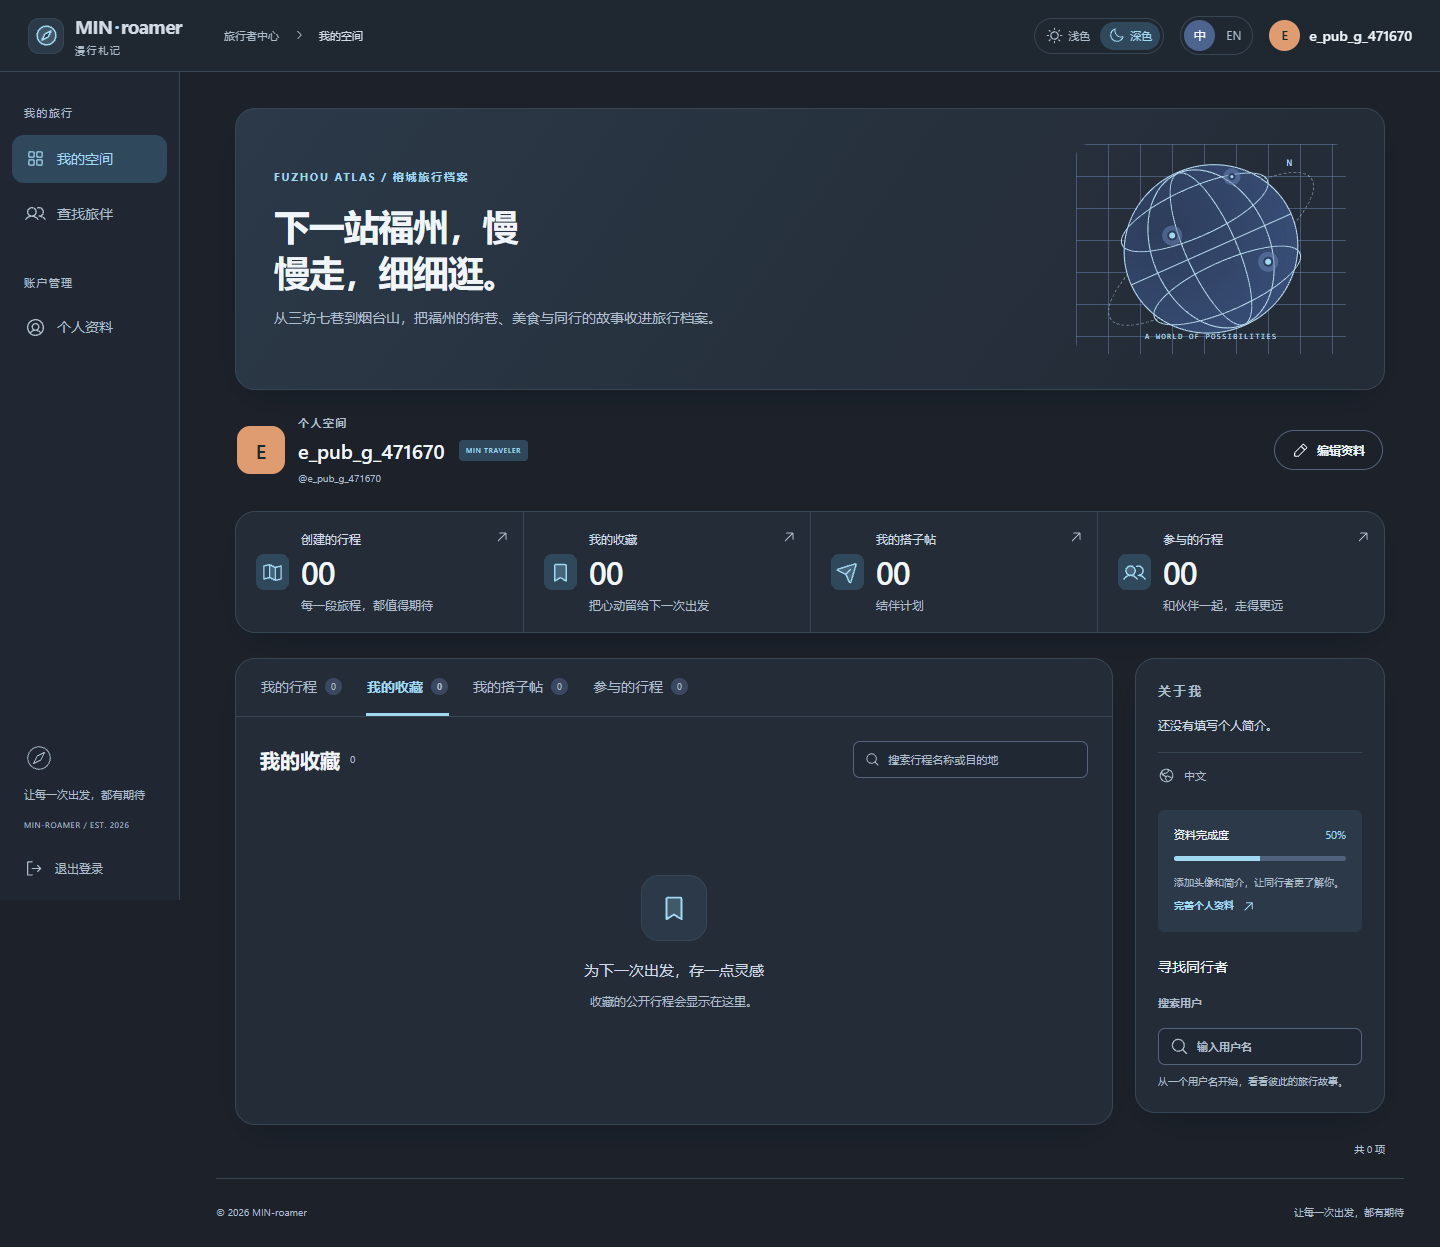 MIN·roamer
漫行札记
旅行者中心 > 我的空间
浅色 深色 中 EN E e_pub_g_471670
我的旅行
我的空间
查找旅伴
账户管理
个人资料
让每一次出发，都有期待
MIN-ROAMER / EST. 2026
退出登录
FUZHOU ATLAS / 榕城旅行档案
下一站福州，慢
慢走，细细逛。
从三坊七巷到烟台山，把福州的街巷、美食与同行的故事收进旅行档案。
N
A WORLD OF POSSIBILITIES
个人空间
E e_pub_g_471670 MIN TRAVELER
@e_pub_g_471670
编辑资料
创建的行程
00
每一段旅程，都值得期待
我的收藏
00
把心动留给下一次出发
我的搭子帖
00
结伴计划
参与的行程
00
和伙伴一起，走得更远
我的行程 0 我的收藏 0 我的搭子帖 0 参与的行程 0
我的收藏 0
搜索行程名称或目的地
为下一次出发，存一点灵感
收藏的公开行程会显示在这里。
关于我
还没有填写个人简介。
中文
资料完成度 50%
添加头像和简介，让同行者更了解你。
完善个人资料
寻找同行者
搜索用户
输入用户名
从一个用户名开始，看看彼此的旅行故事。
共 0 项
© 2026 MIN-roamer
让每一次出发，都有期待